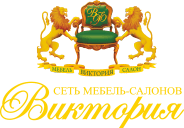 МЕБЕЛЬ ВИКТОРИЯ САЛОН
СЕТЬ МЕБЕЛЬ-САЛОНОВ
Виктория